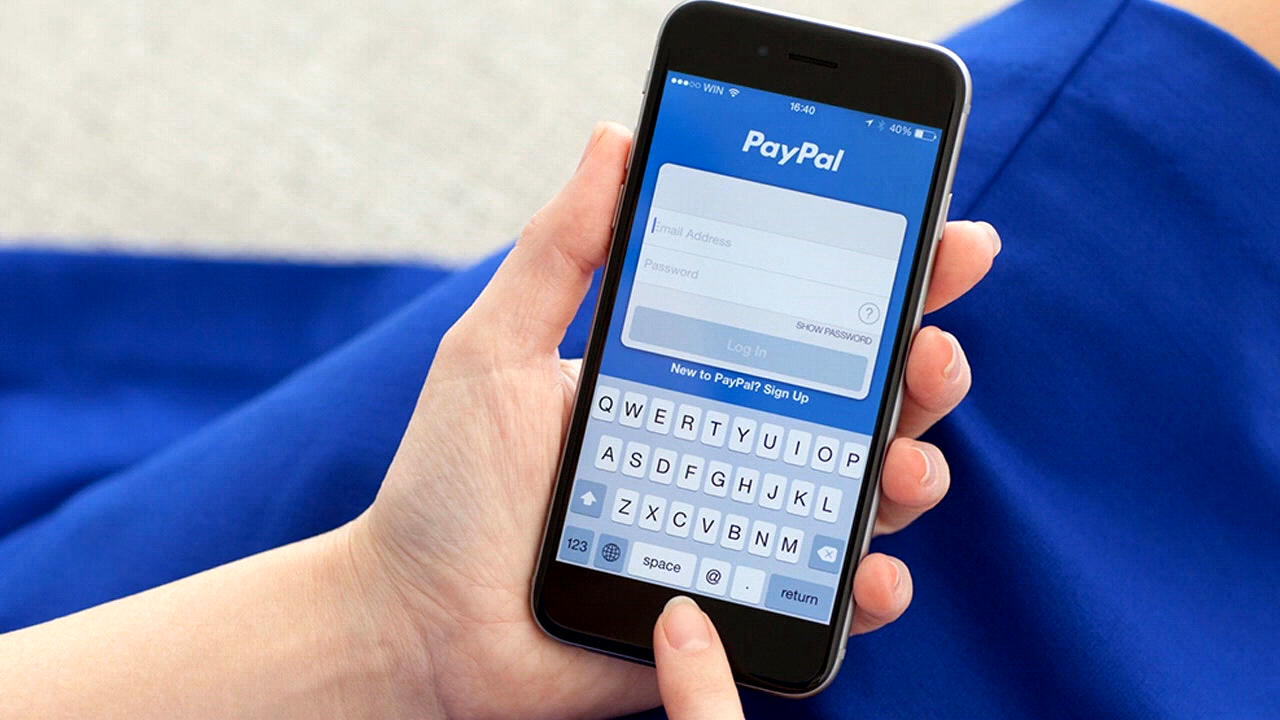 WIN
16:40
40%
PayPal
Email Address
Password
?
SHOW PASSWORD
Log In
New to PayPal? Sign Up
Q W E R T Y U I O P
A S D F G H J K L
Z X C V B N M
123 space @ . return